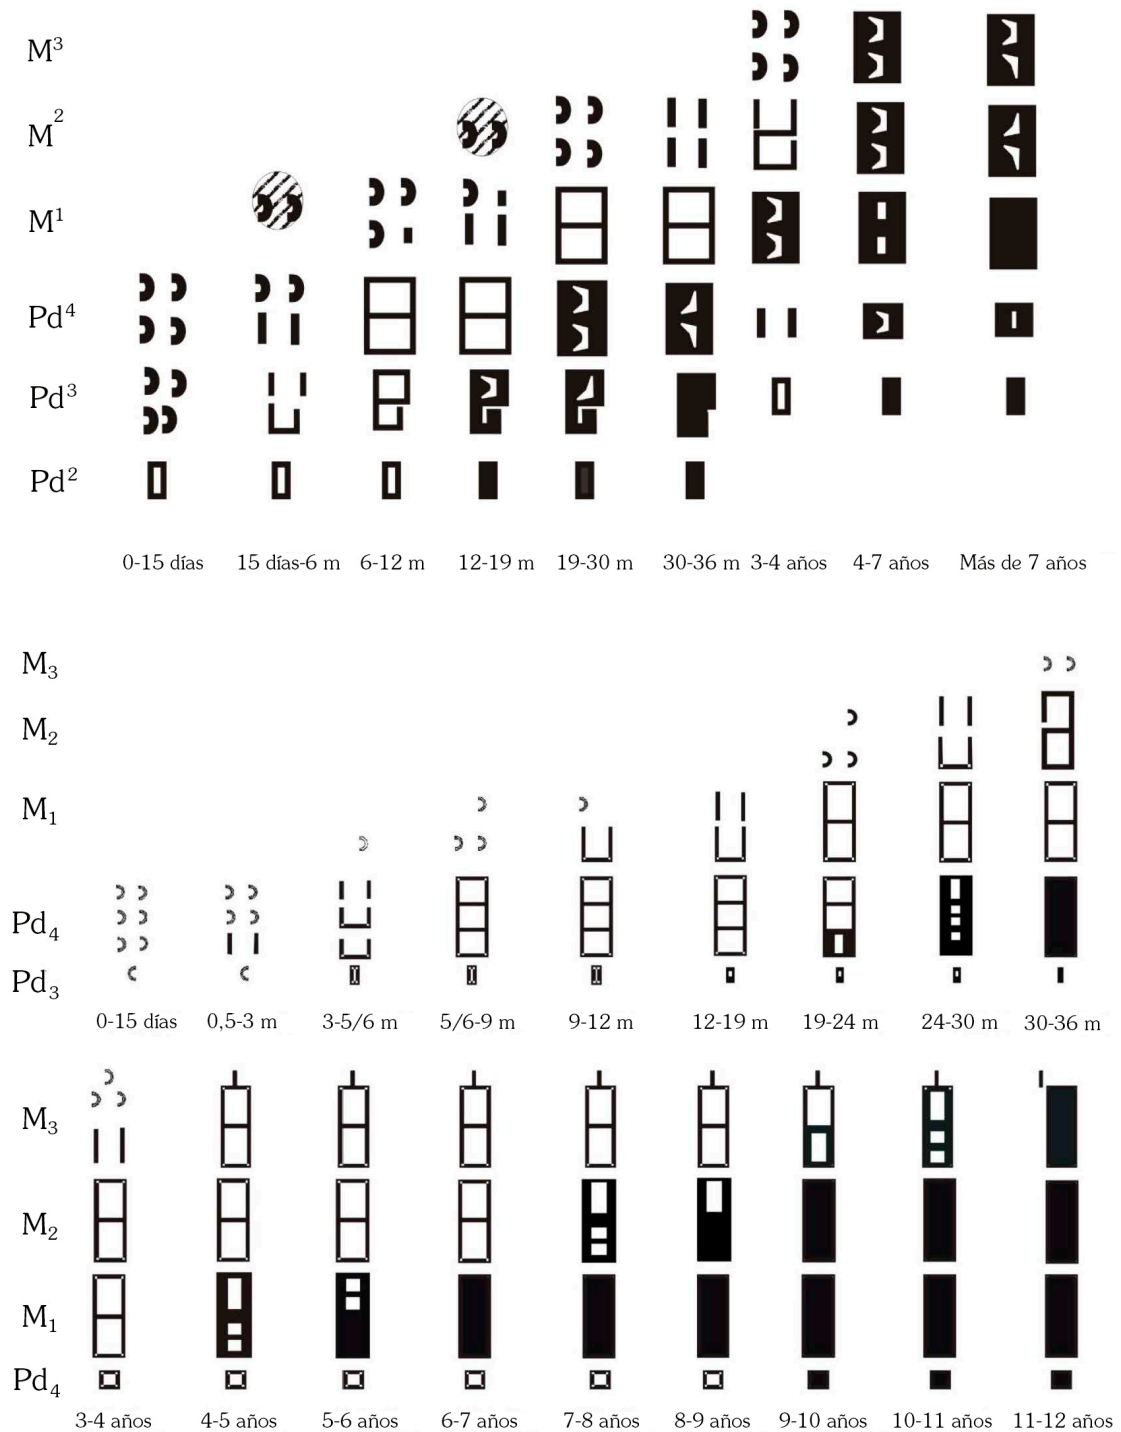 M³
M²
M¹
Pd⁴
Pd³
Pd²
0-15 días 15 días-6 m 6-12 m 12-19 m 19-30 m 30-36 m 3-4 años 4-7 años Más de 7 años
M₃
M₂
M₁
Pd₄
Pd₃
0-15 días 0,5-3 m 3-5/6 m 5/6-9 m 9-12 m 12-19 m 19-24 m 24-30 m 30-36 m
M₃
M₂
M₁
Pd₄
3-4 años 4-5 años 5-6 años 6-7 años 7-8 años 8-9 años 9-10 años 10-11 años 11-12 años